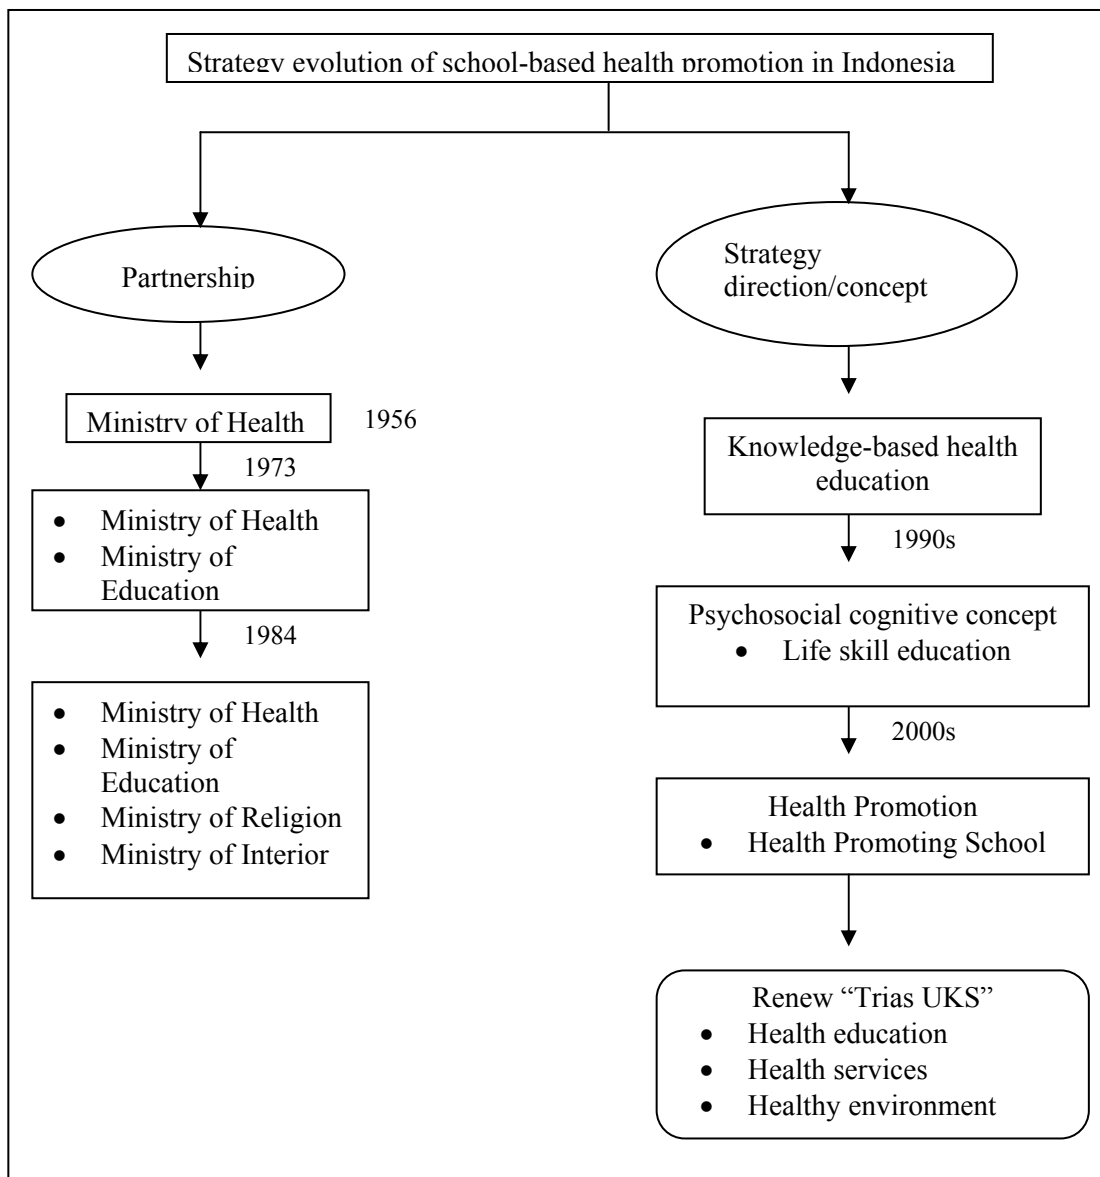 Strategy evolution of school-based health promotion in Indonesia
Partnership
Ministry of Health
1956
1973
• Ministry of Health
• Ministry of
Education
1984
• Ministry of Health
• Ministry of
Education
• Ministry of Religion
• Ministry of Interior
Strategy
direction/concept
Knowledge-based health
education
1990s
Psychosocial cognitive concept
• Life skill education
2000s
Health Promotion
• Health Promoting School
Renew “Trias UKS”
• Health education
• Health services
• Healthy environment